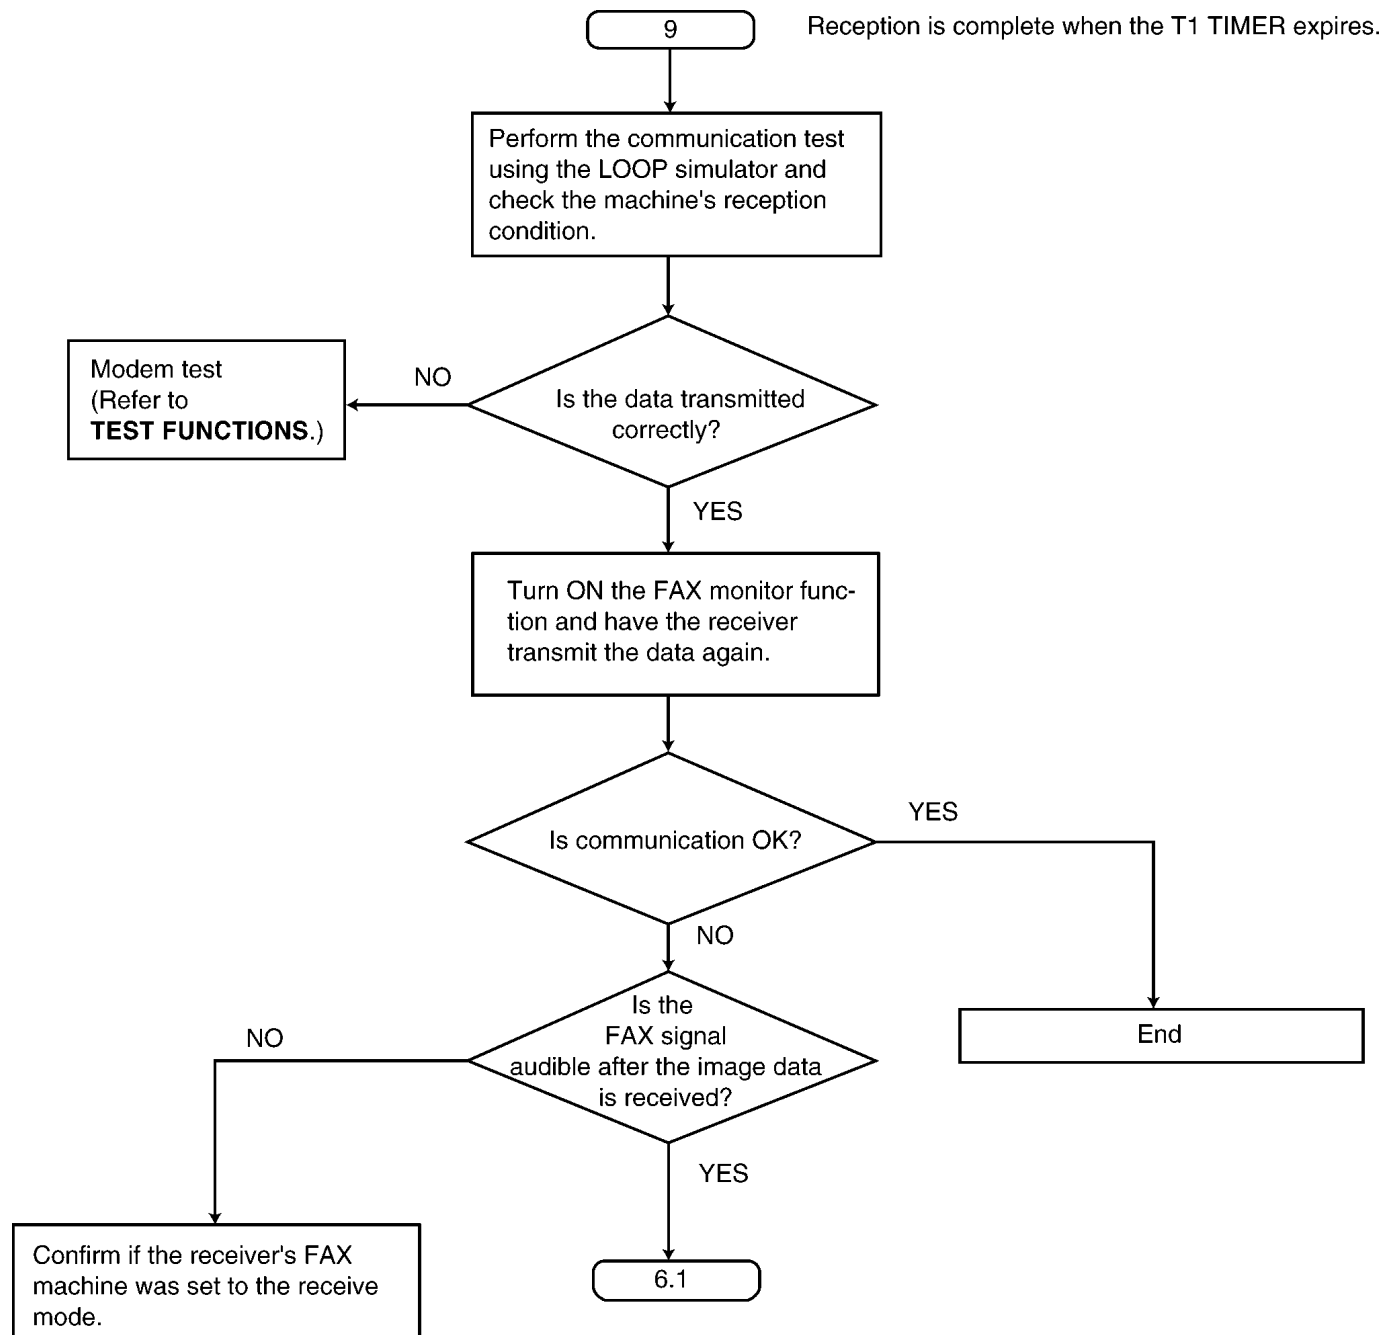 9
Reception is complete when the T1 TIMER expires.
Perform the communication test
using the LOOP simulator and
check the machine's reception
condition.
Modem test
(Refer to
TEST FUNCTIONS.)
NO
Is the data transmitted
correctly?
YES
Turn ON the FAX monitor func-
tion and have the receiver
transmit the data again.
Is communication OK?
YES
NO
End
Is the
FAX signal
audible after the image data
is received?
NO
YES
Confirm if the receiver's FAX
machine was set to the receive
mode.
6.1